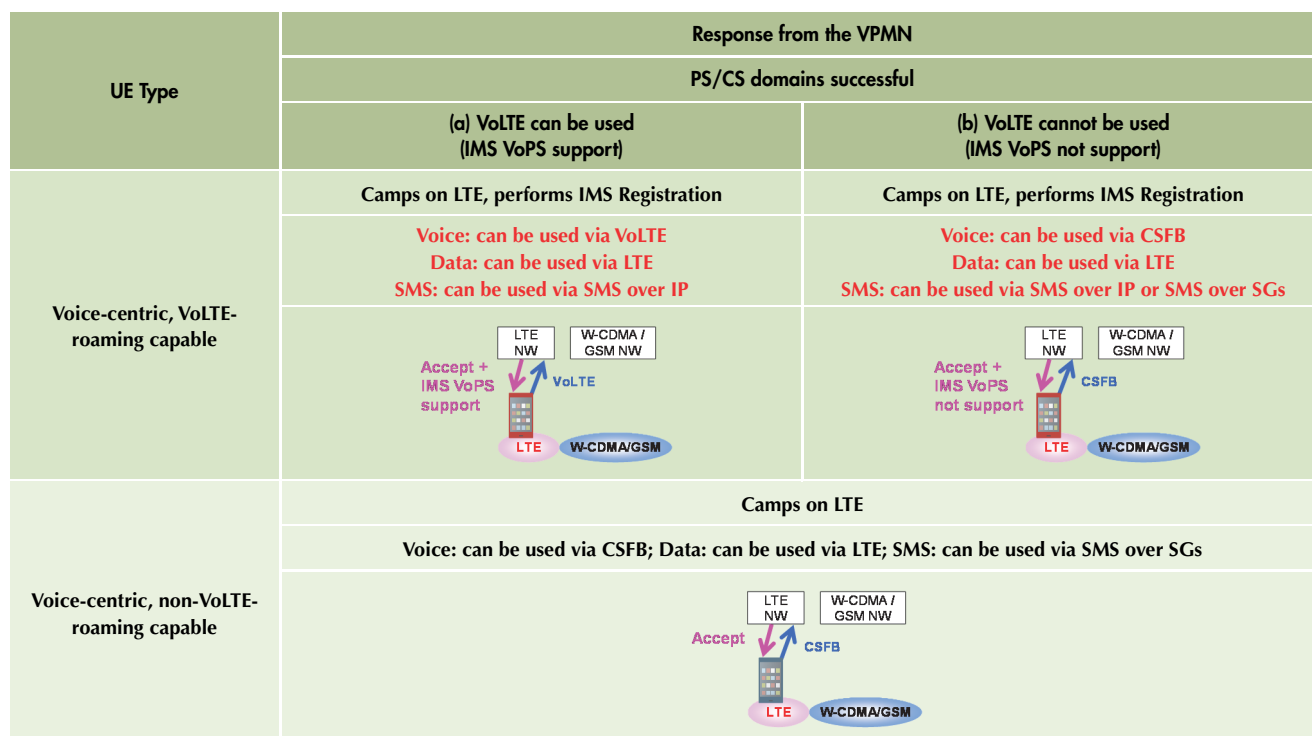 UE Type
Response from the VPMN
PS/CS domains successful
(a) VoLTE can be used
(IMS VoPS support)
(b) VoLTE cannot be used
(IMS VoPS not support)
Voice-centric, VoLTE-
roaming capable
Camps on LTE, performs IMS Registration
Camps on LTE, performs IMS Registration
Voice: can be used via VoLTE
Data: can be used via LTE
SMS: can be used via SMS over IP
Voice: can be used via CSFB
Data: can be used via LTE
SMS: can be used via SMS over IP or SMS over SGs
LTE
NW
W-CDMA /
GSM NW
Accept +
IMS VoPS
support
VoLTE
LTE
W-CDMA/GSM
LTE
NW
W-CDMA /
GSM NW
Accept +
IMS VoPS
not support
CSFB
LTE
W-CDMA/GSM
Voice-centric, non-VoLTE-
roaming capable
Camps on LTE
Voice: can be used via CSFB; Data: can be used via LTE; SMS: can be used via SMS over SGs
LTE
NW
W-CDMA /
GSM NW
Accept
CSFB
LTE
W-CDMA/GSM